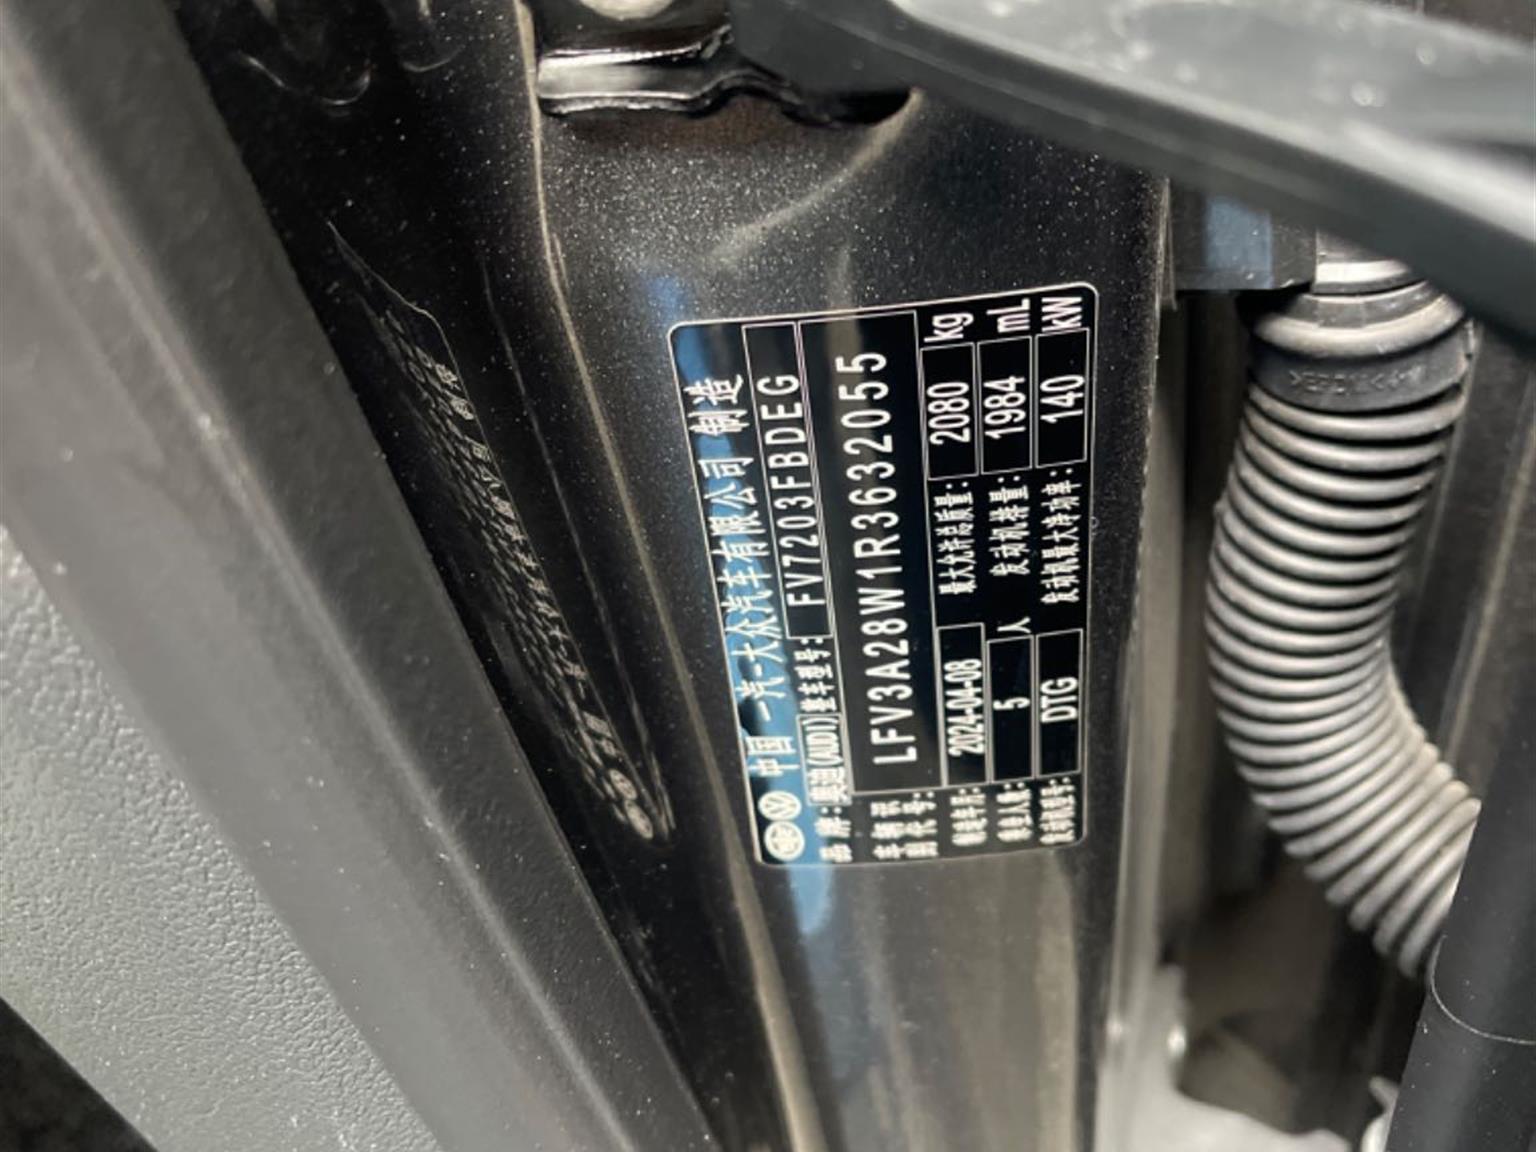 中国 一汽-大众汽车有限公司 制造
品牌: 奥迪(AUDI) 整车型号: FV7203FBDEG
车辆识别代号: LFV3A28W1R3632055
制造年月: 2024-04-08 最大允许总质量: 2080 kg
乘坐人数: 5 人 发动机排量: 1984 mL
发动机型号: DTG 发动机最大净功率: 140 kW